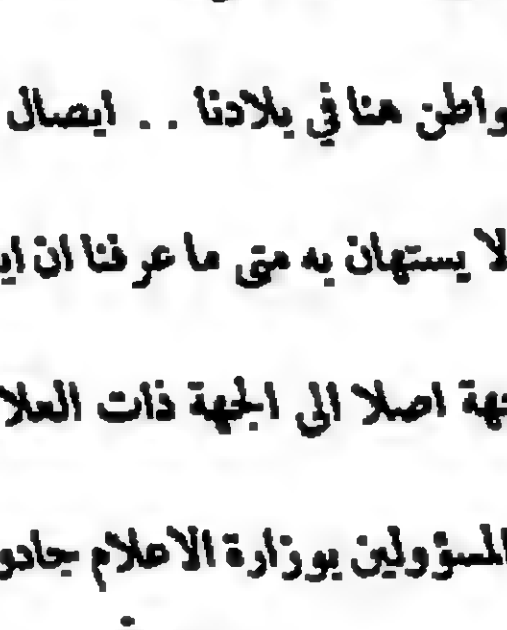 واطن هنا في بلادنا .. ايصال
لا يستهان به متى ما عرفنا ان اي
جهة اصلا الى الجهة ذات العلا
المسؤولين بوزارة الاعلام جادو